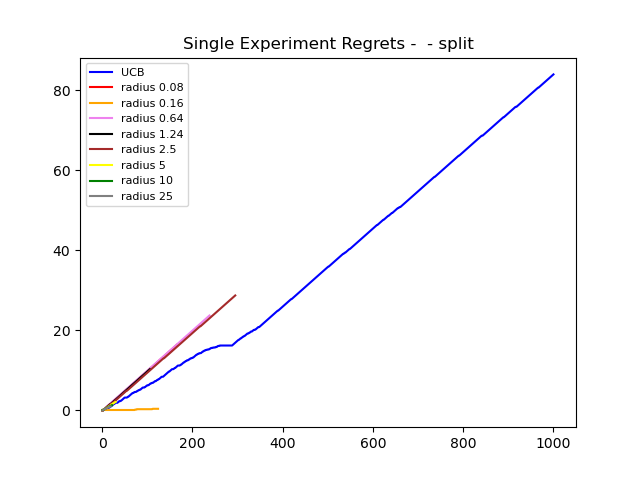 Single Experiment Regrets -  - split
UCB
radius 0.08
radius 0.16
radius 0.64
radius 1.24
radius 2.5
radius 5
radius 10
radius 25
80
60
40
20
0
0 200 400 600 800 1000